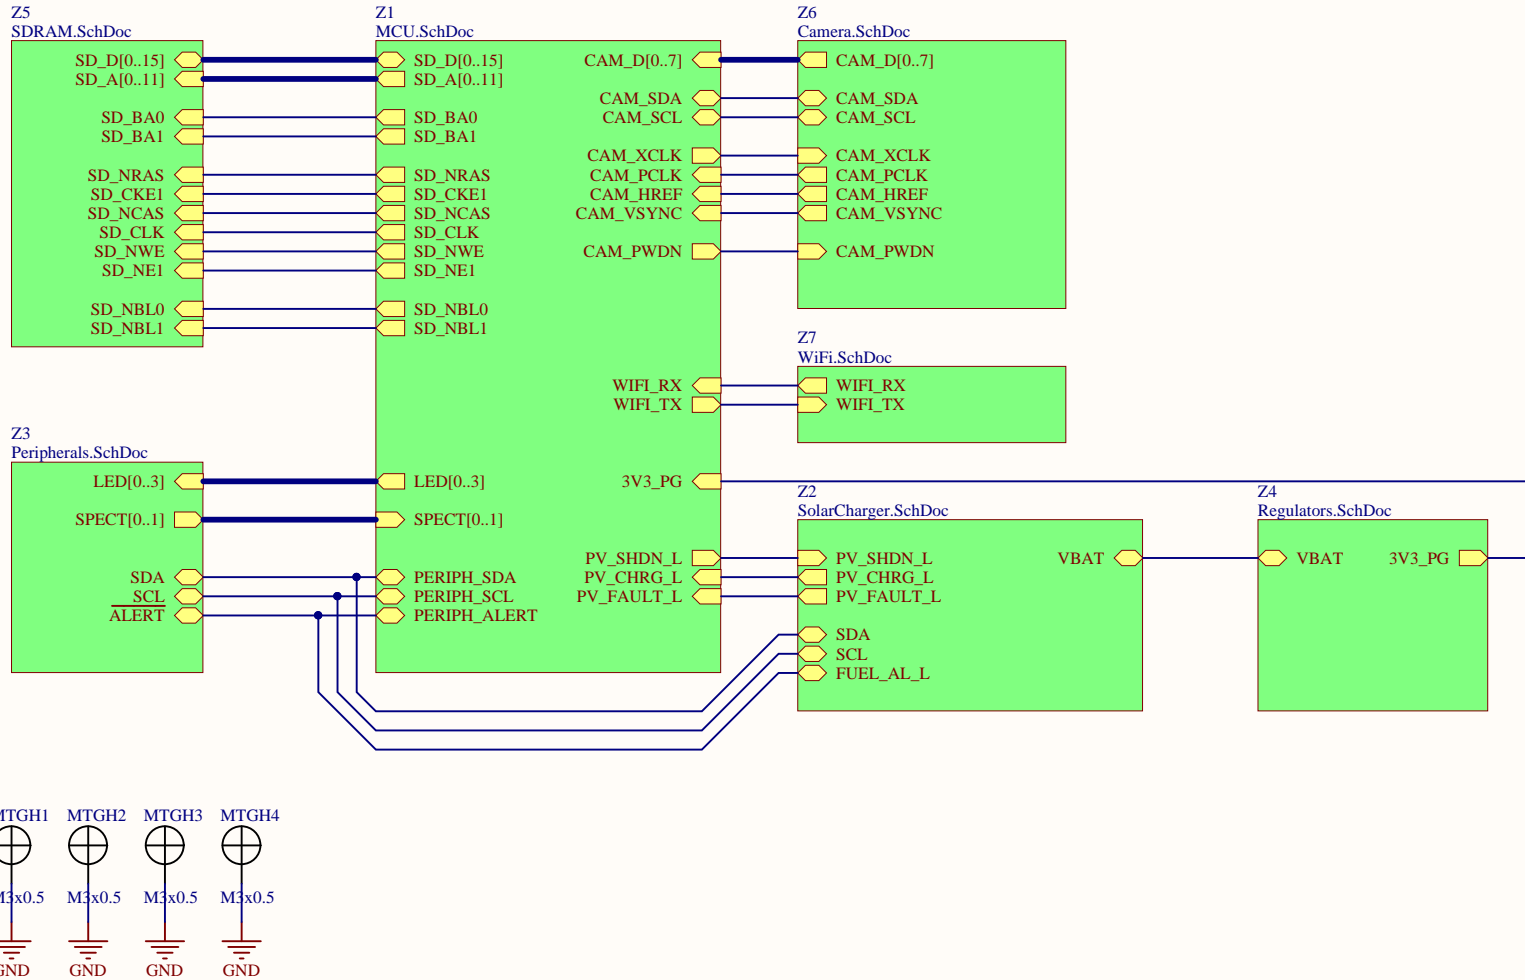 Z5
SDRAM.SchDoc
SD_D[0..15]
SD_A[0..11]
SD_BA0
SD_BA1
SD_NRAS
SD_CKE1
SD_NCAS
SD_CLK
SD_NWE
SD_NE1
SD_NBL0
SD_NBL1
Z1
MCU.SchDoc
SD_D[0..15]
SD_A[0..11]
SD_BA0
SD_BA1
SD_NRAS
SD_CKE1
SD_NCAS
SD_CLK
SD_NWE
SD_NE1
SD_NBL0
SD_NBL1
LED[0..3]
SPECT[0..1]
PERIPH_SDA
PERIPH_SCL
PERIPH_ALERT
CAM_D[0..7]
CAM_SDA
CAM_SCL
CAM_XCLK
CAM_PCLK
CAM_HREF
CAM_VSYNC
CAM_PWDN
WIFI_RX
WIFI_TX
3V3_PG
PV_SHDN_L
PV_CHRG_L
PV_FAULT_L
Z6
Camera.SchDoc
CAM_D[0..7]
CAM_SDA
CAM_SCL
CAM_XCLK
CAM_PCLK
CAM_HREF
CAM_VSYNC
CAM_PWDN
Z7
WiFi.SchDoc
WIFI_RX
WIFI_TX
Z3
Peripherals.SchDoc
LED[0..3]
SPECT[0..1]
SDA
SCL
ALERT
Z2
SolarCharger.SchDoc
PV_SHDN_L
PV_CHRG_L
PV_FAULT_L
SDA
SCL
FUEL_AL_L
VBAT
Z4
Regulators.SchDoc
VBAT
3V3_PG
MTGH1
MTGH2
MTGH3
MTGH4
M3x0.5
M3x0.5
M3x0.5
M3x0.5
GND
GND
GND
GND